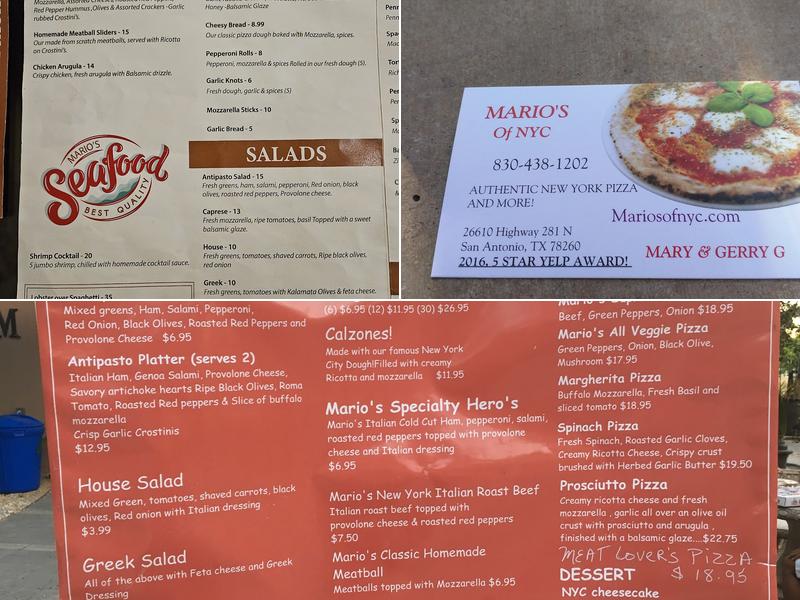 Mozzarella, Assorted
Red Pepper Hummus, Olives & Assorted Crackers -Garlic
rubbed Crostini's.
Homemade Meatball Sliders - 15
Our made from scratch meatballs, served with Ricotta
on Crostini's.
Chicken Arugula - 14
Crispy chicken, fresh arugula with Balsamic drizzle.
MARIO'S
Seafood
BEST QUALITY
Shrimp Cocktail - 20
5 jumbo shrimp, chilled with homemade cocktail sauce.
Lobster over Spaghetti - 35
Honey -Balsamic Glaze
Cheesy Bread - 8.99
Our classic pizza dough baked with Mozzarella, spices.
Pepperoni Rolls - 8
Pepperoni, mozzarella & spices Rolled in our fresh dough (5).
Garlic Knots - 6
Fresh dough, garlic & spices (5)
Mozzarella Sticks - 10
Garlic Bread - 5
SALADS
Antipasto Salad - 15
Fresh greens, ham, salami, pepperoni, Red onion, black
olives, roasted red peppers, Provolone cheese.
Caprese - 13
Fresh mozzarella, ripe tomatoes, basil Topped with a sweet
balsamic glaze.
House - 10
Fresh greens, tomatoes, shaved carrots, Ripe black olives,
red onion
Greek - 10
Fresh greens, tomatoes with Kalamata Olives & feta cheese.
MARIO'S
Of NYC
830-438-1202
AUTHENTIC NEW YORK PIZZA
AND MORE!
Mariosofnyc.com
26610 Highway 281 N
San Antonio, TX 78260
2016, 5 STAR YELP AWARD!
MARY & GERRY G
Mixed greens, Ham, Salami, Pepperoni,
Red Onion, Black Olives, Roasted Red Peppers and
Provolone Cheese $6.95
Antipasto Platter (serves 2)
Italian Ham, Genoa Salami, Provolone Cheese,
Savory artichoke hearts Ripe Black Olives, Roma
Tomato, Roasted Red peppers & Slice of buffalo
mozzarella
Crisp Garlic Crostinis
$12.95
House Salad
Mixed Green, tomatoes, shaved carrots, black
olives, Red onion with Italian dressing
$3.99
Greek Salad
All of the above with Feta cheese and Greek
Dressing
(6) $6.95 (12) $11.95 (30) $26.95
Calzones!
Made with our famous New York
City Dough!Filled with creamy
Ricotta and mozzarella $11.95
Mario's Specialty Hero's
Mario's Italian Cold Cut Ham, pepperoni, salami,
roasted red peppers topped with provolone
cheese and Italian dressing
$6.95
Mario's New York Italian Roast Beef
Italian roast beef topped with
provolone cheese & roasted red peppers
$7.50
Mario's Classic Homemade
Meatball
Meatballs topped with Mozzarella $6.95
Beef, Green Peppers, Onion $18.95
Mario's All Veggie Pizza
Green Peppers, Onion, Black Olive,
Mushroom $17.95
Margherita Pizza
Buffalo Mozzarella, Fresh Basil and
sliced tomato $18.95
Spinach Pizza
Fresh Spinach, Roasted Garlic Cloves,
Creamy Ricotta Cheese, Crispy crust
brushed with Herbed Garlic Butter $19.50
Prosciutto Pizza
Creamy ricotta cheese and fresh
mozzarella , garlic all over an olive oil
crust with prosciutto and arugula ,
finished with a balsamic glaze....$22.75
MEAT LOVER'S PIZZA
$18.95
DESSERT
NYC cheesecake